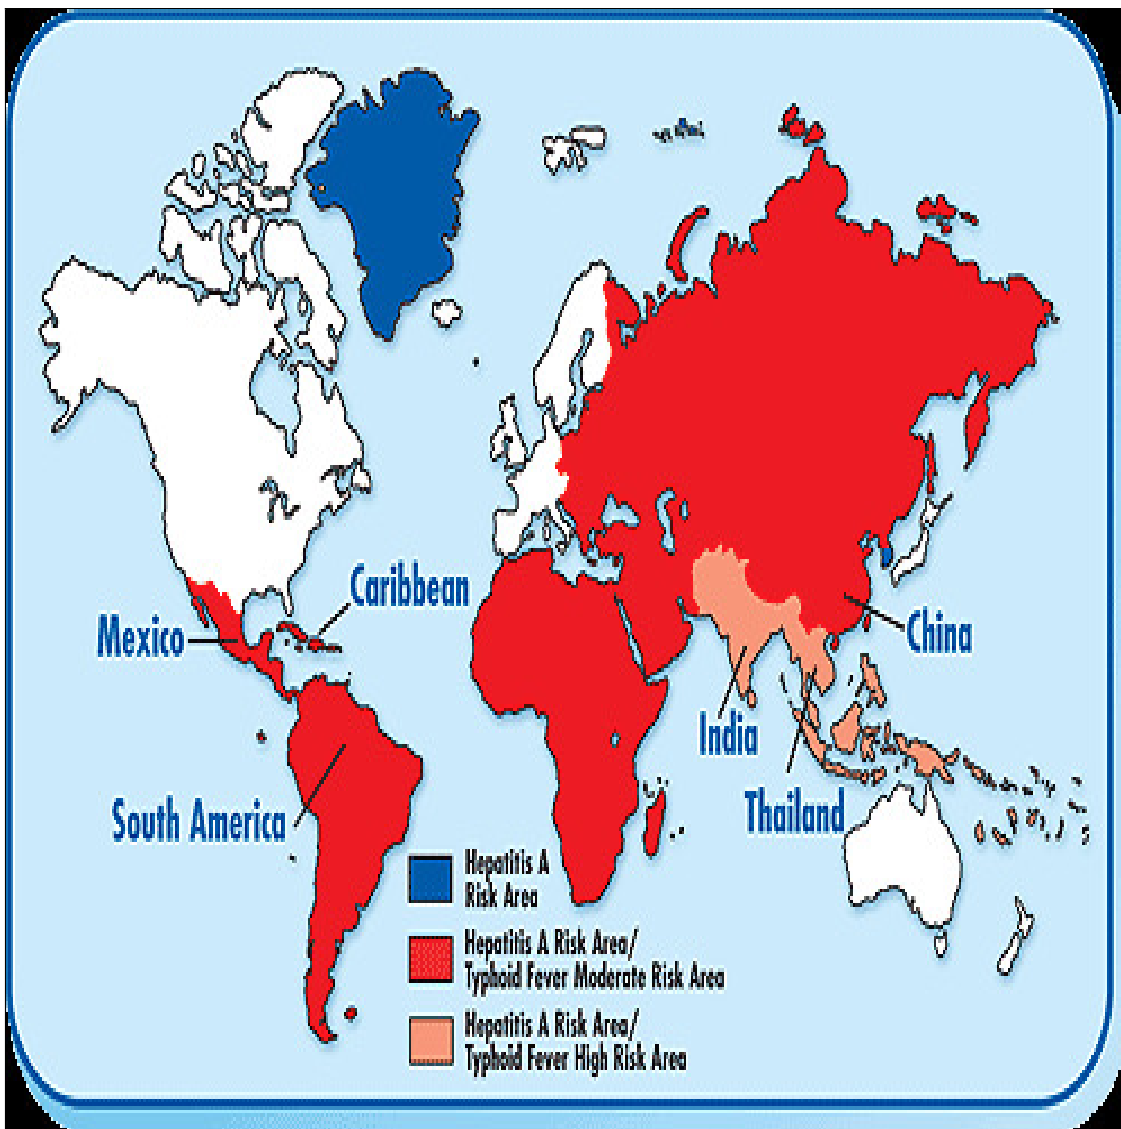 Caribbean
Mexico
China
India
Thailand
South America
Hepatitis A
Risk Area
Hepatitis A Risk Area/
Typhoid Fever Moderate Risk Area
Hepatitis A Risk Area/
Typhoid Fever High Risk Area